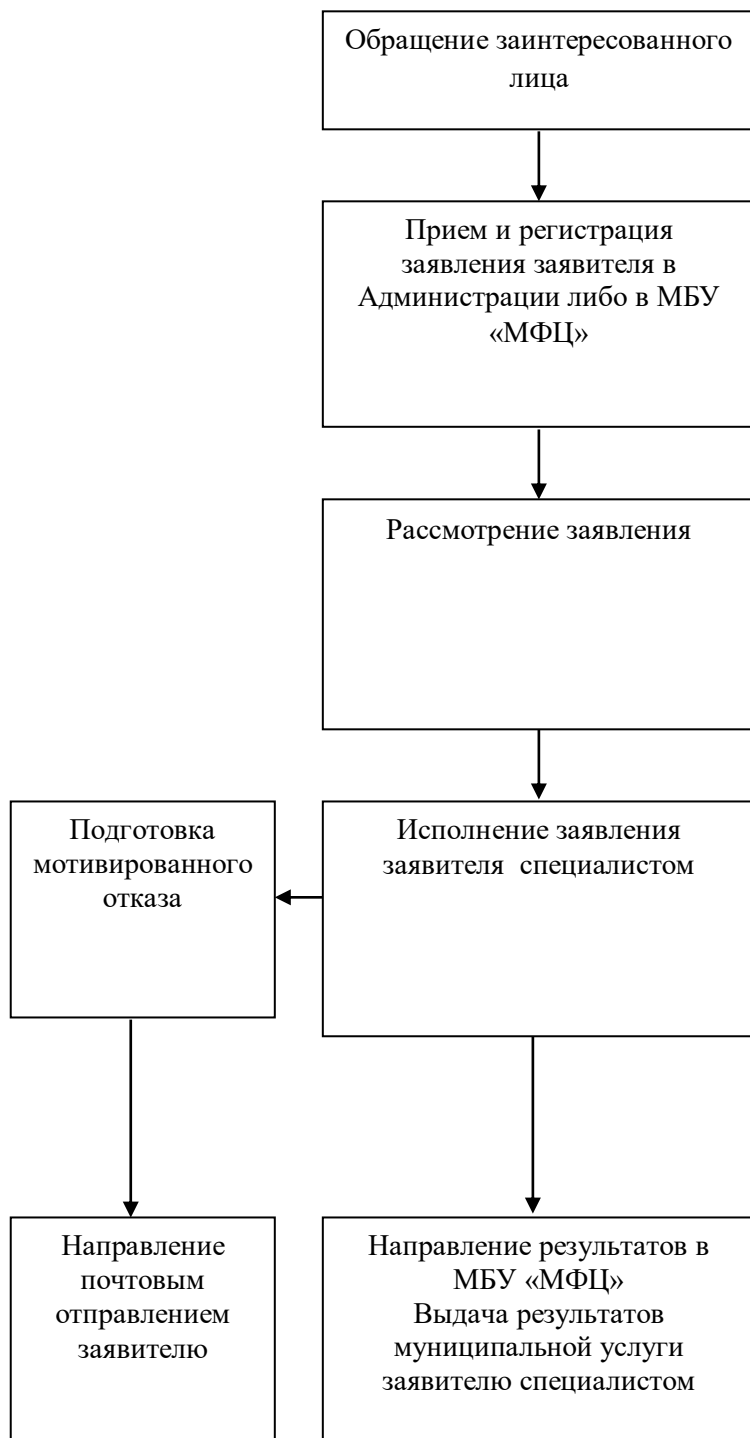 Обращение заинтересованного
лица
Прием и регистрация
заявления заявителя в
Администрации либо в МБУ
«МФЦ»
Рассмотрение заявления
Подготовка
мотивированного
отказа
Исполнение заявления
заявителя специалистом
Направление
почтовым
отправлением
заявителю
Направление результатов в
МБУ «МФЦ»
Выдача результатов
муниципальной услуги
заявителю специалистом